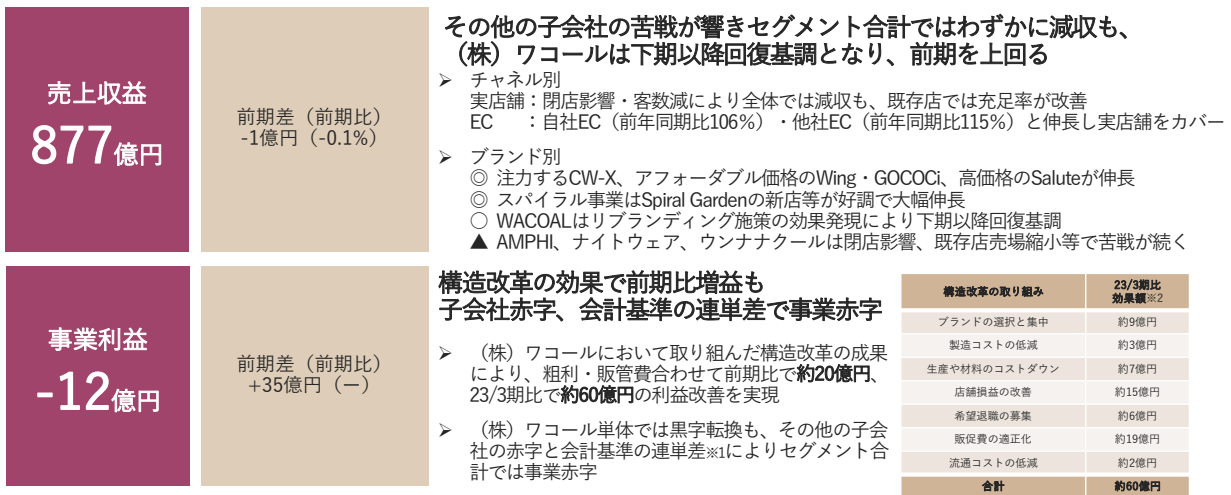 売上収益
877億円
前期差（前期比）
-1億円（-0.1%）
その他の子会社の苦戦が響きセグメント合計ではわずかに減収も、
（株）ワコールは下期以降回復基調となり、前期を上回る
➢ チャネル別
実店舗：閉店影響・客数減により全体では減収も、既存店では充足率が改善
EC　　：自社EC（前年同期比106%）・他社EC（前年同期比115%）と伸長し実店舗をカバー
➢ ブランド別
◎ 注力するCW-X、アフォーダブル価格のWing・GOCOCi、高価格のSaluteが伸長
◎ スパイラル事業はSpiral Gardenの新店等が好調で大幅伸長
○ WACOALはリブランディング施策の効果発現により下期以降回復基調
▲ AMPHI、ナイトウェア、ウンナナクールは閉店影響、既存店売場縮小等で苦戦が続く
事業利益
-12億円
前期差（前期比）
+35億円（ー）
構造改革の効果で前期比増益も
子会社赤字、会計基準の連単差で事業赤字
➢ （株）ワコールにおいて取り組んだ構造改革の成果
により、粗利・販管費合わせて前期比で約20億円、
23/3期比で約60億円の利益改善を実現
➢ （株）ワコール単体では黒字転換も、その他の子会
社の赤字と会計基準の連単差※1によりセグメント合
計では事業赤字
構造改革の取り組み 23/3期比
効果額※2
ブランドの選択と集中 約9億円
製造コストの低減 約3億円
生産や材料のコストダウン 約7億円
店舗損益の改善 約15億円
希望退職の募集 約6億円
販促費の適正化 約19億円
流通コストの低減 約2億円
合計 約60億円